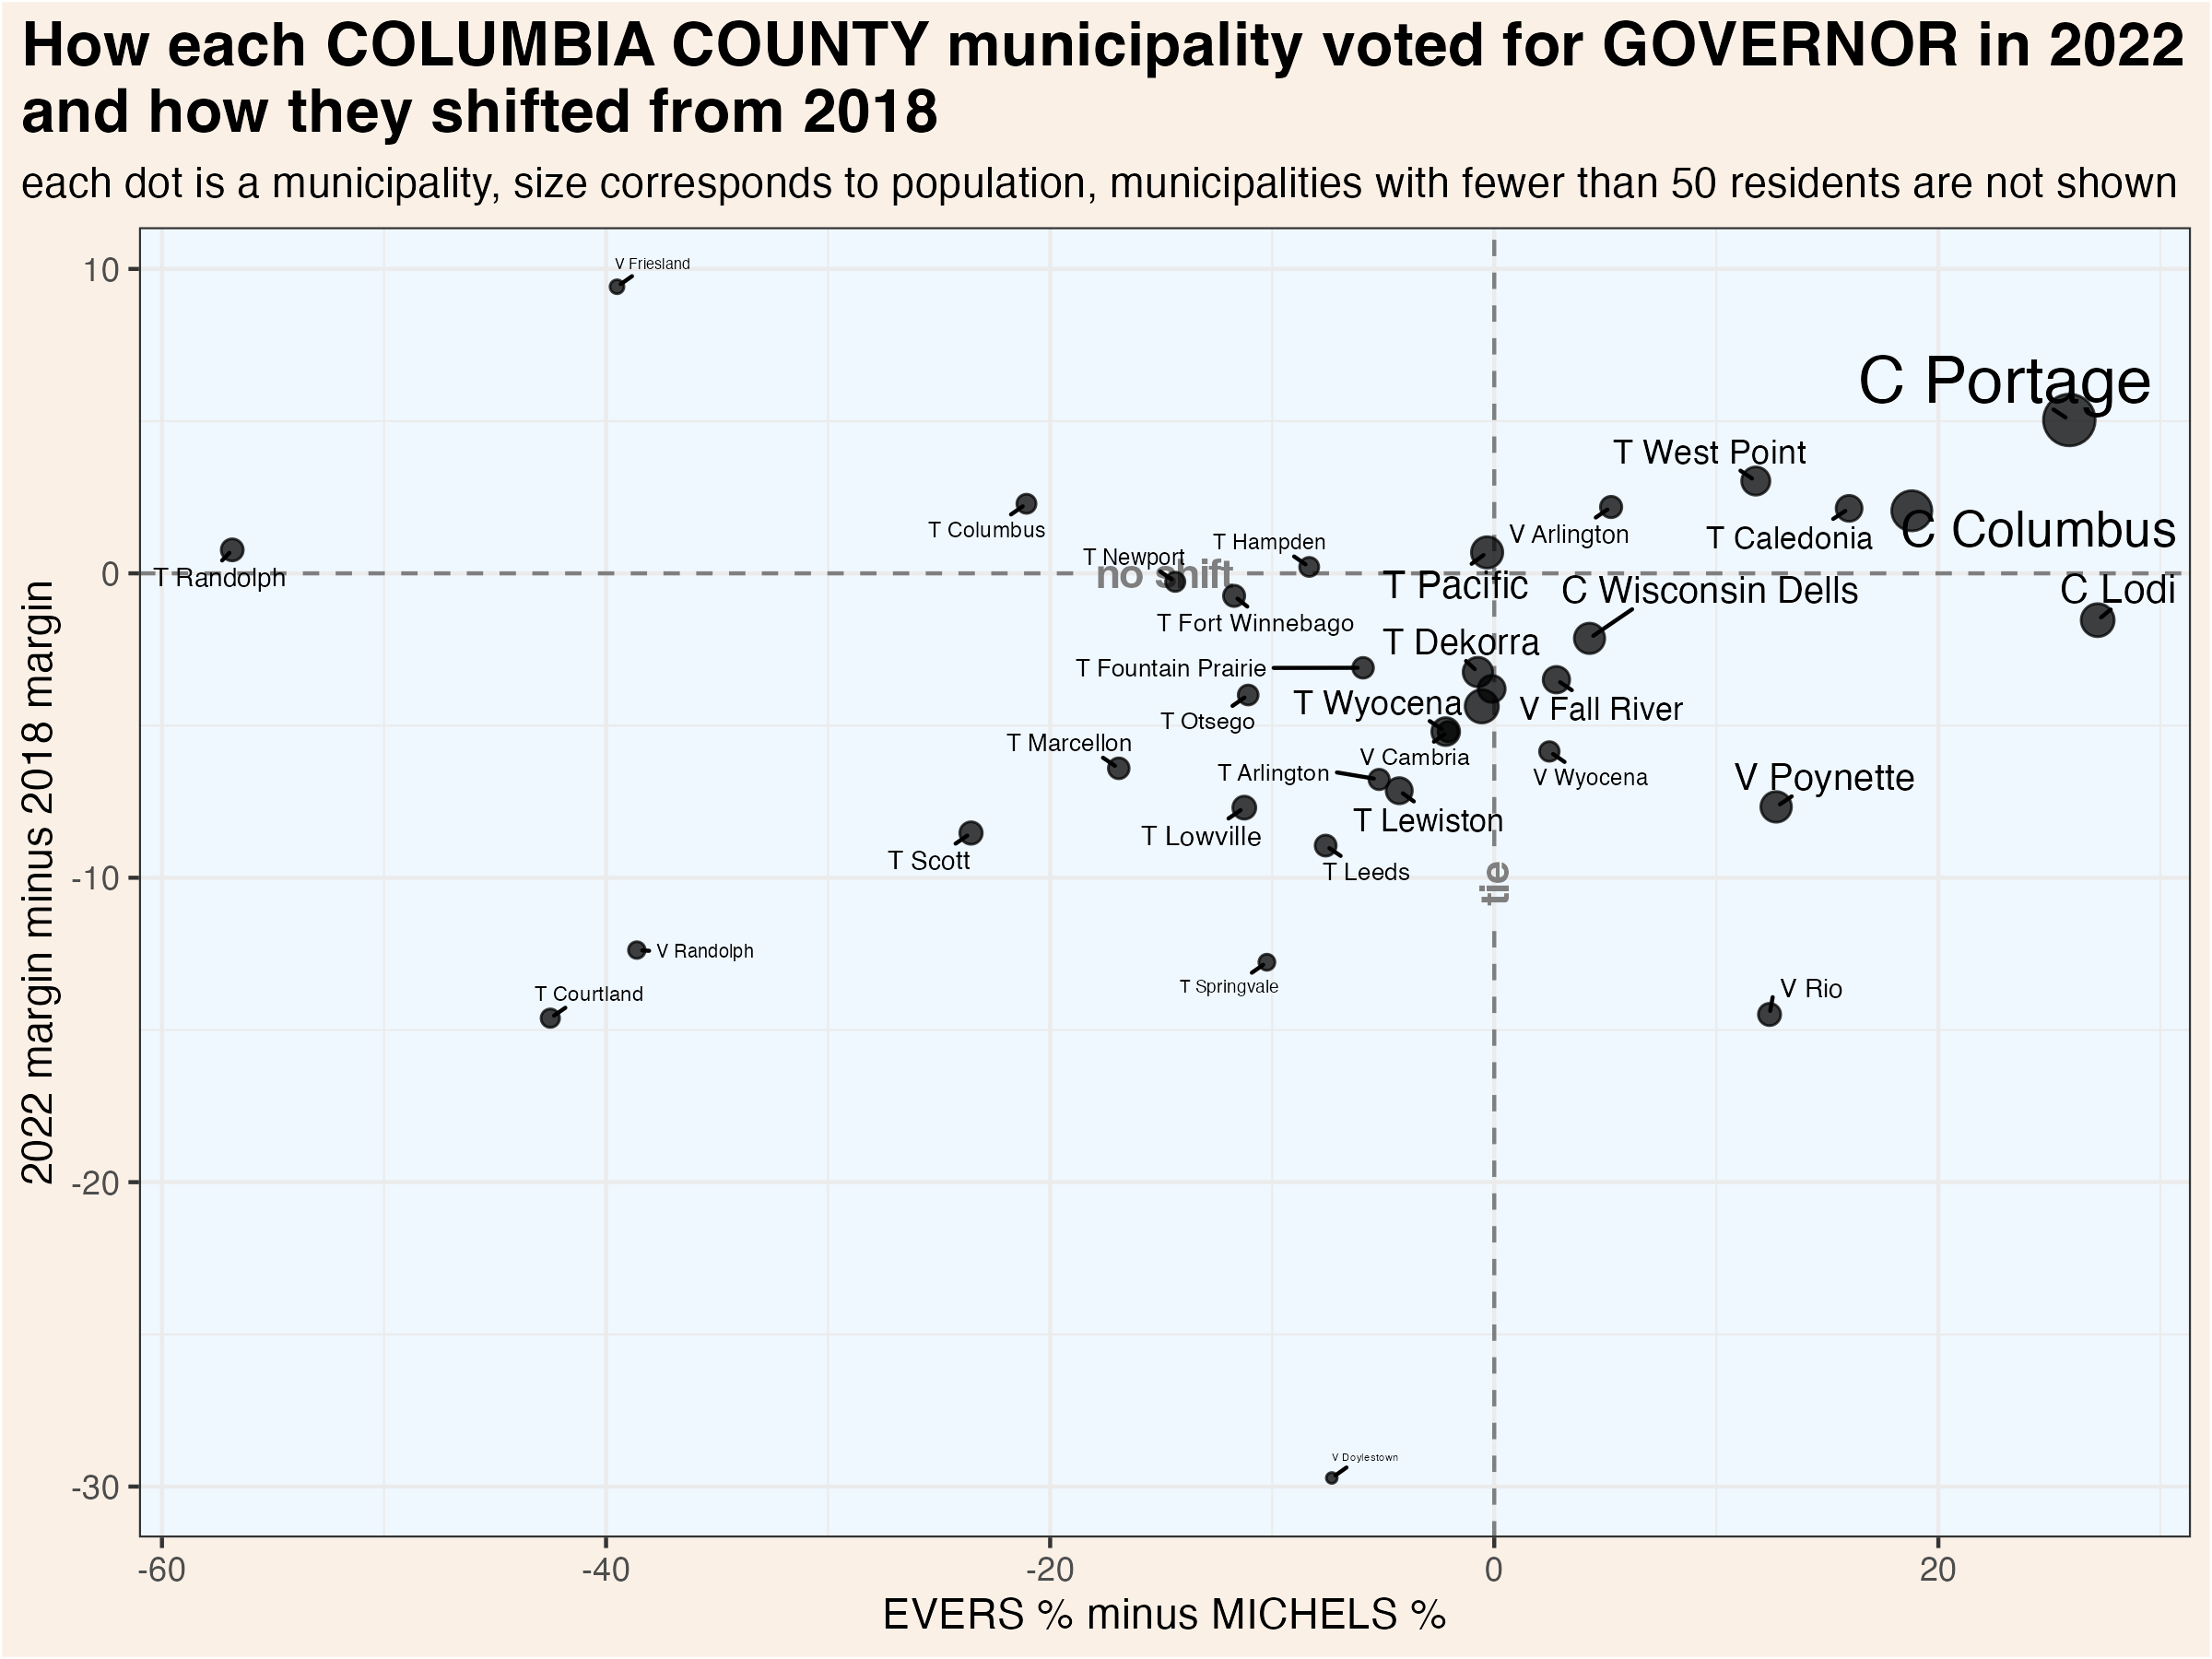 How each COLUMBIA COUNTY municipality voted for GOVERNOR in 2022
and how they shifted from 2018
each dot is a municipality, size corresponds to population, municipalities with fewer than 50 residents are not shown
10
0
-10
-20
-30
2022 margin minus 2018 margin
V Friesland
C Portage
T West Point
T Columbus
V Arlington
T Caledonia
C Columbus
T Hampden
T Newport
no shift
T Randolph
T Pacific
C Wisconsin Dells
C Lodi
T Fort Winnebago
T Dekorra
T Fountain Prairie
T Wyocena
V Fall River
T Otsego
T Marcellon
V Cambria
T Arlington
V Wyocena
V Poynette
T Lewiston
T Lowville
T Scott
T Leeds
tie
V Randolph
T Springvale
T Courtland
V Rio
V Doylestown
-60
-40
-20
0
20
EVERS % minus MICHELS %